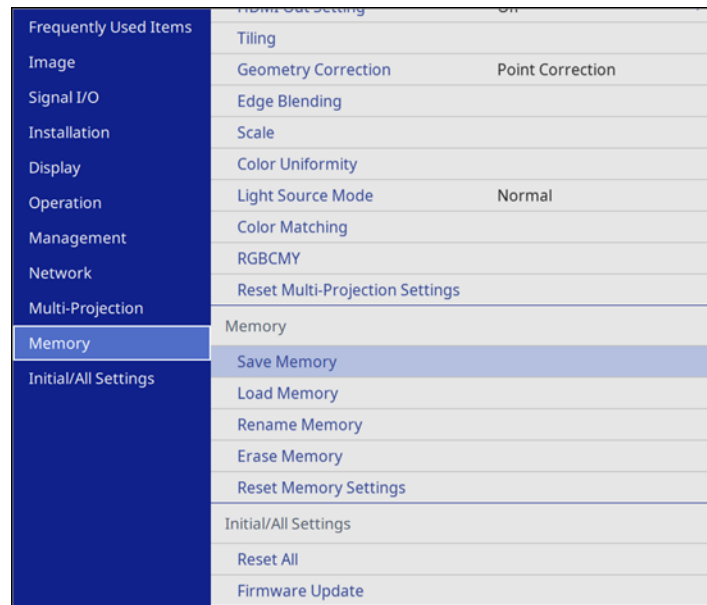 Frequently Used Items
Image
Signal I/O
Installation
Display
Operation
Management
Network
Multi-Projection
Memory
Initial/All Settings
Tiling
Geometry Correction Point Correction
Edge Blending
Scale
Color Uniformity
Light Source Mode Normal
Color Matching
RGBCMY
Reset Multi-Projection Settings
Memory
Save Memory
Load Memory
Rename Memory
Erase Memory
Reset Memory Settings
Initial/All Settings
Reset All
Firmware Update